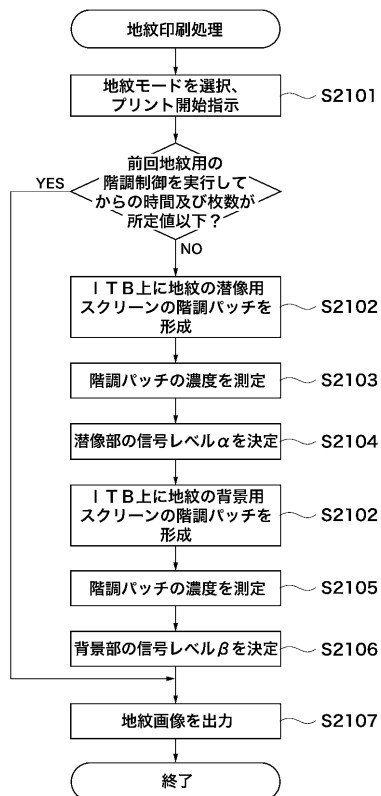 地紋印刷処理
地紋モードを選択、
プリント開始指示
S2101
前回地紋用の
階調制御を実行して
からの時間及び枚数が
所定値以下？
YES
NO
ＩＴＢ上に地紋の潜像用
スクリーンの階調パッチを
形成
S2102
階調パッチの濃度を測定
S2103
潜像部の信号レベルαを決定
S2104
ＩＴＢ上に地紋の背景用
スクリーンの階調パッチを
形成
S2102
階調パッチの濃度を測定
S2105
背景部の信号レベルβを決定
S2106
地紋画像を出力
S2107
終了